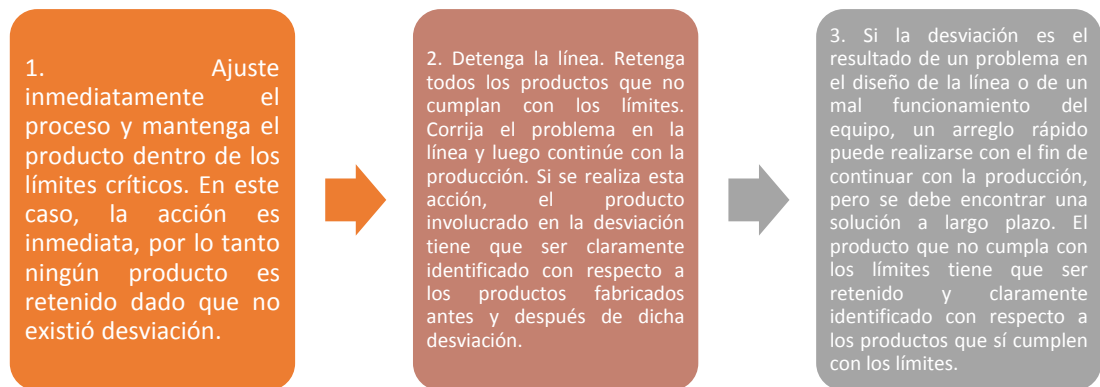 1. Ajuste
inmediatamente el
proceso y mantenga el
producto dentro de los
límites críticos. En este
caso, la acción es
inmediata, por lo tanto
ningún producto es
retenido dado que no
existió desviación.
2. Detenga la línea. Retenga
todos los productos que no
cumplan con los límites.
Corrija el problema en la
línea y luego continúe con la
producción. Si se realiza esta
acción, el producto
involucrado en la desviación
tiene que ser claramente
identificado con respecto a
los productos fabricados
antes y después de dicha
desviación.
3. Si la desviación es el
resultado de un problema en
el diseño de la línea o de un
mal funcionamiento del
equipo, un arreglo rápido
puede realizarse con el fin de
continuar con la producción,
pero se debe encontrar una
solución a largo plazo. El
producto que no cumpla con
los límites tiene que ser
retenido y claramente
identificado con respecto a
los productos que sí cumplen
con los límites.